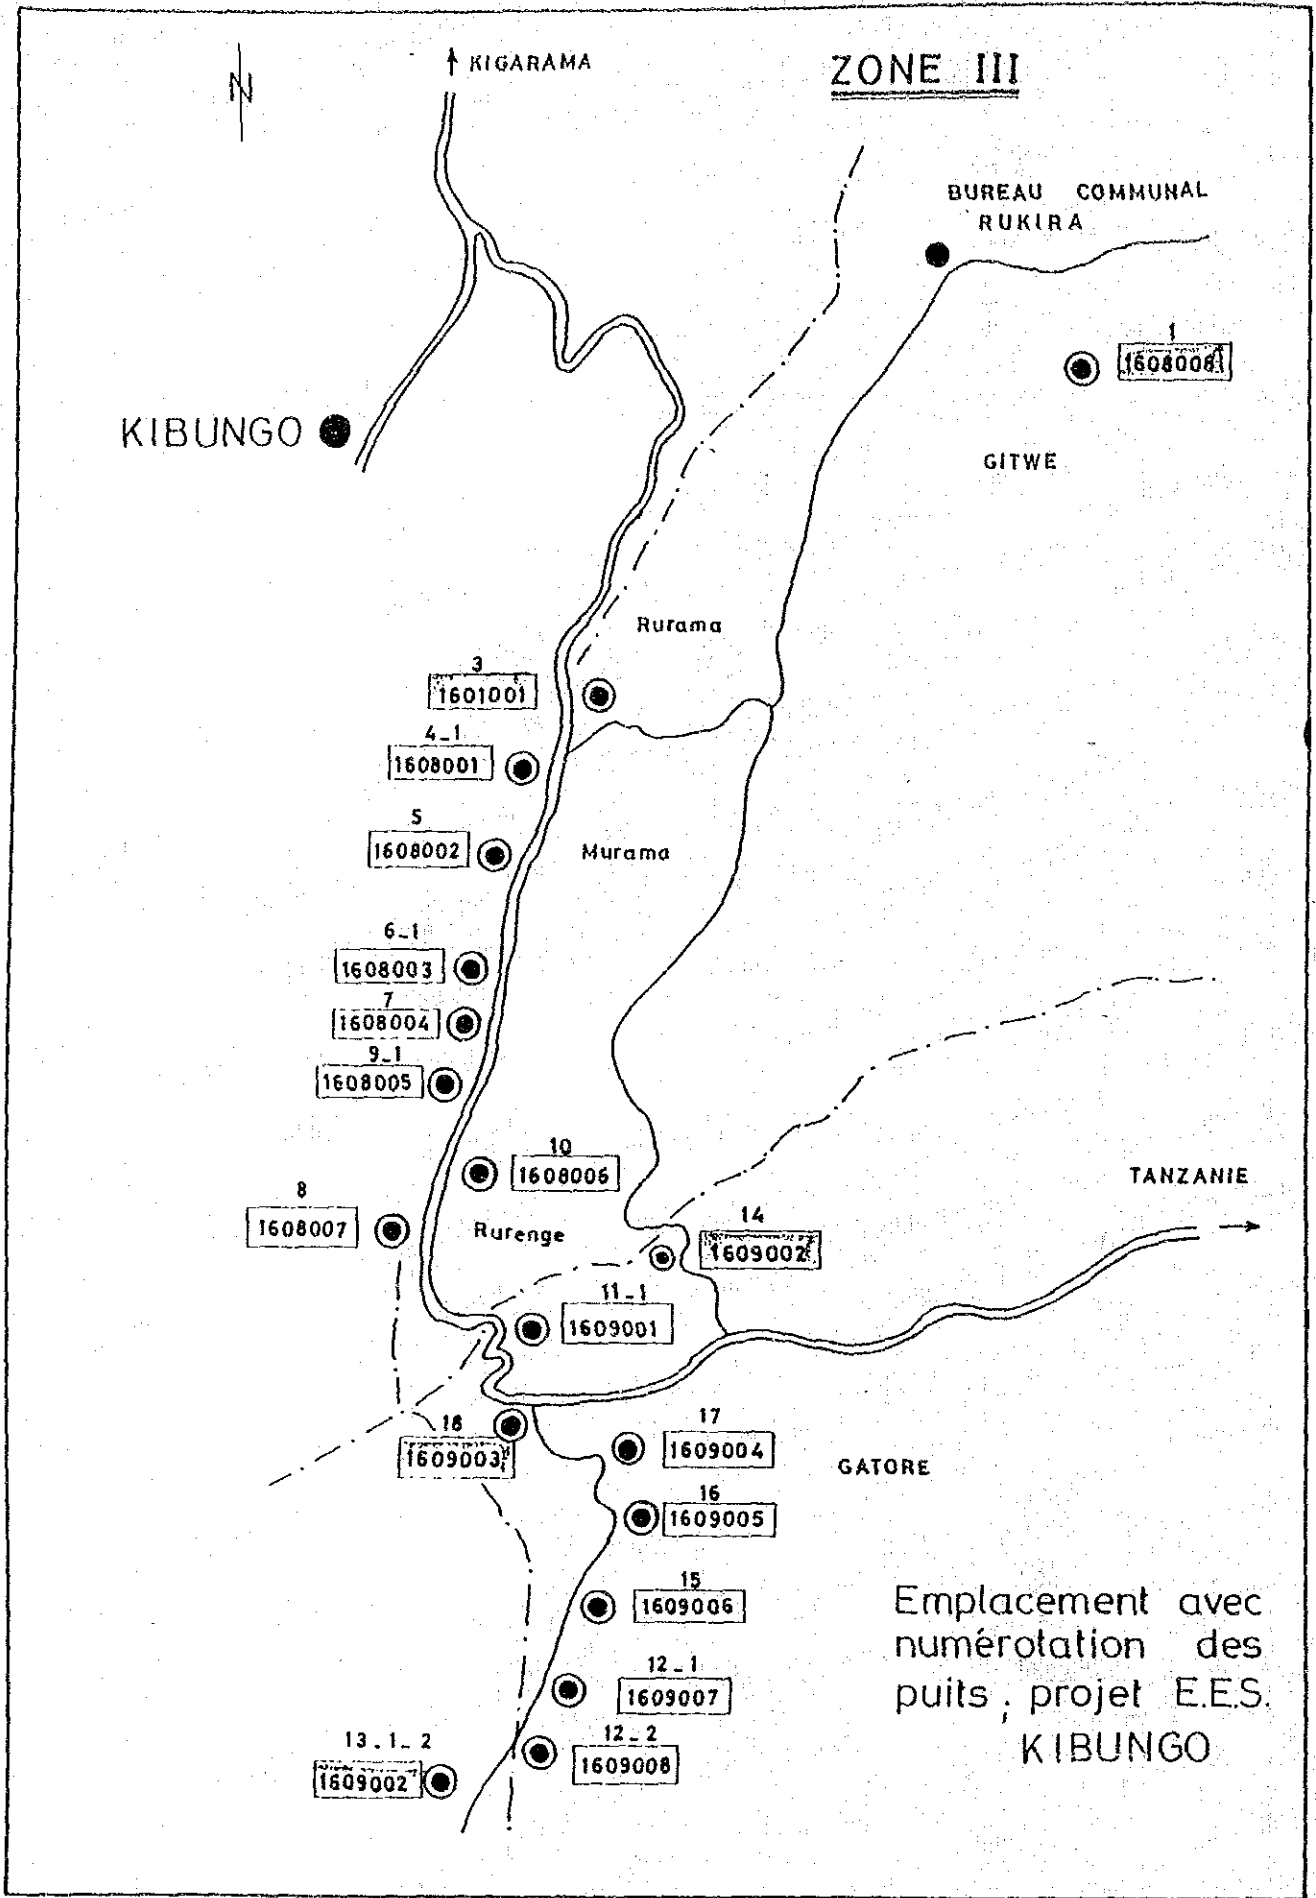 N
KIGARAMA
ZONE III
BUREAU COMMUNAL
RUKIRA
1
1608008
KIBUNGO
GITWE
Rurama
3
1601001
4_1
1608001
5
1608002
Murama
6_1
1608003
7
1608004
9_1
1608005
10
1608006
TANZANIE
8
1608007
Rurenge
14
1609002
11_1
1609001
18
1609003
17
1609004
GATORE
16
1609005
15
1609006
Emplacement avec
numérotation des
puits, projet E.E.S.
KIBUNGO
12_1
1609007
13_1_2
1609002
12_2
1609008